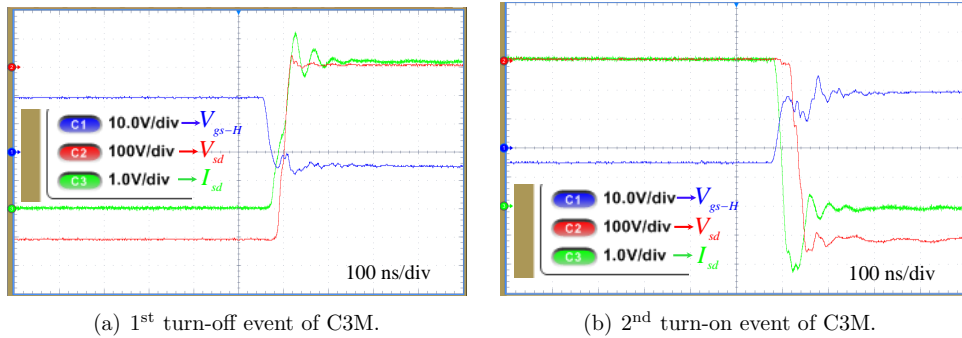 C1 10.0V/div → V_gs-H
C2 100V/div → V_sd
C3 1.0V/div → I_sd
100 ns/div
(a) 1st turn-off event of C3M.
C1 10.0V/div → V_gs-H
C2 100V/div → V_sd
C3 1.0V/div → I_sd
100 ns/div
(b) 2nd turn-on event of C3M.